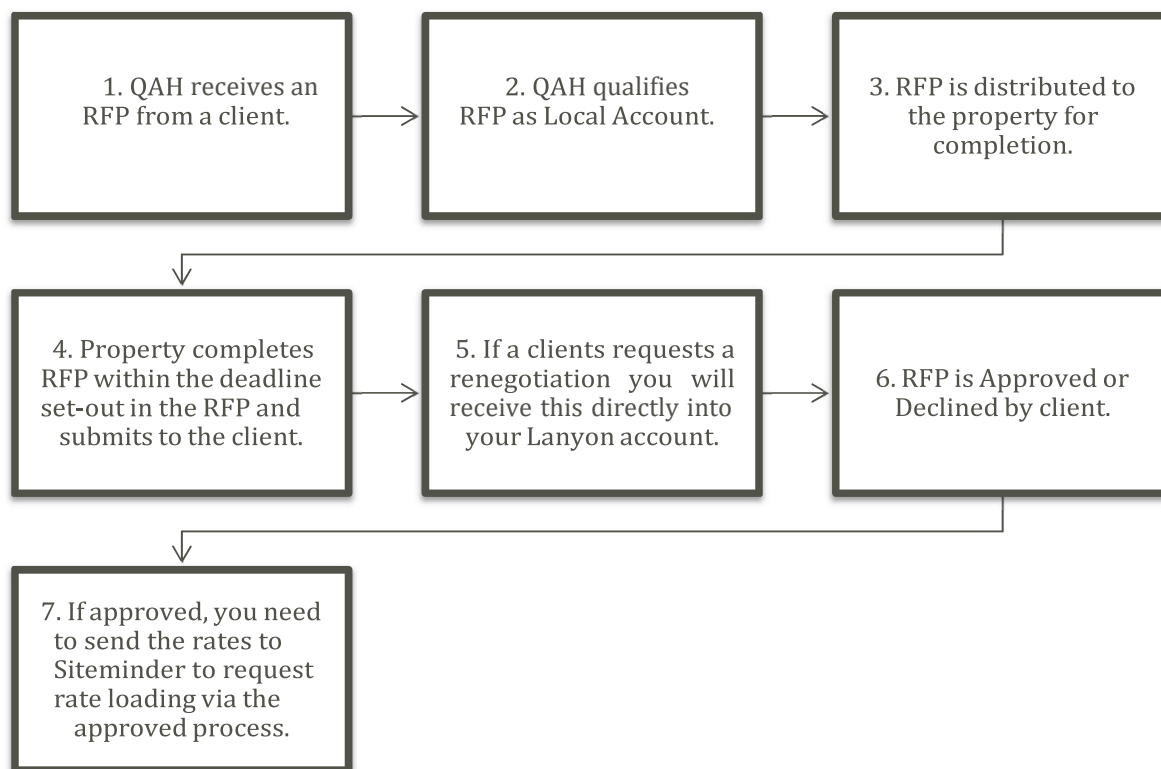 1. QAH receives an
RFP from a client.
2. QAH qualifies
RFP as Local Account.
3. RFP is distributed to
the property for
completion.
4. Property completes
RFP within the deadline
set-out in the RFP and
submits to the client.
5. If a clients requests a
renegotiation you will
receive this directly into
your Lanyon account.
6. RFP is Approved or
Declined by client.
7. If approved, you need
to send the rates to
Siteminder to request
rate loading via the
approved process.